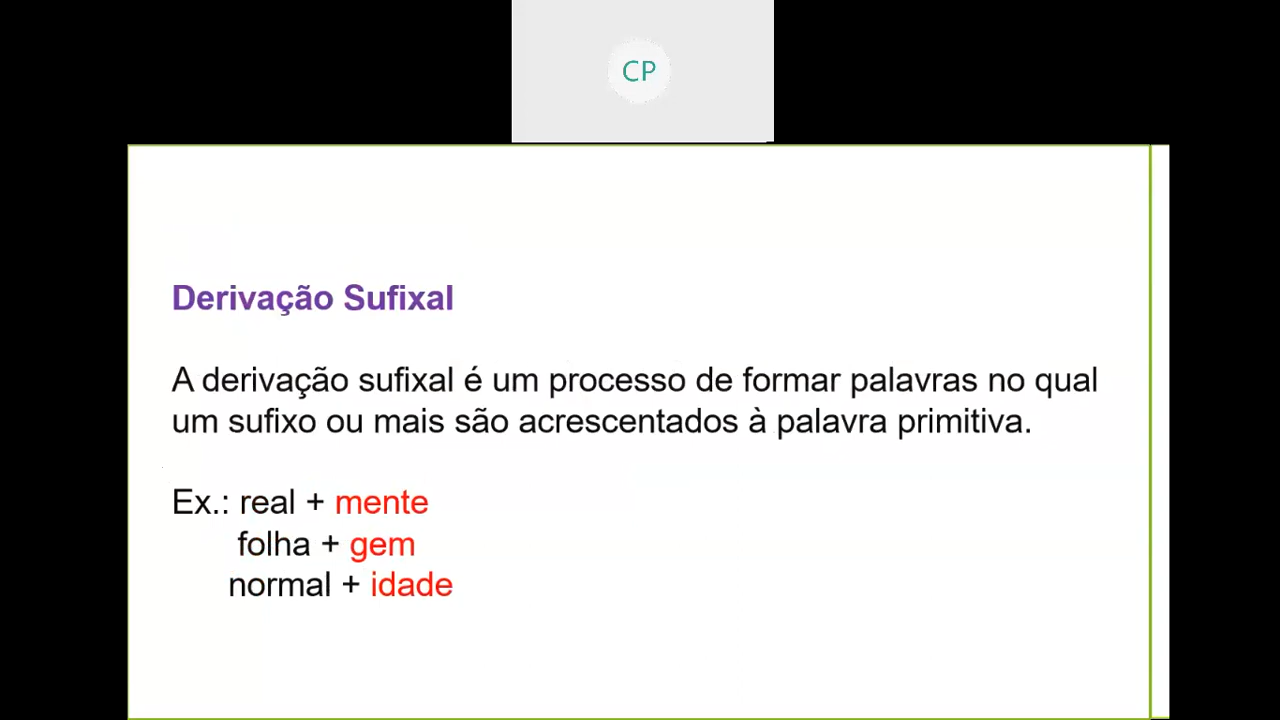 CP
Derivação Sufixal
A derivação sufixal é um processo de formar palavras no qual
um sufixo ou mais são acrescentados à palavra primitiva.
Ex.: real + mente
folha + gem
normal + idade